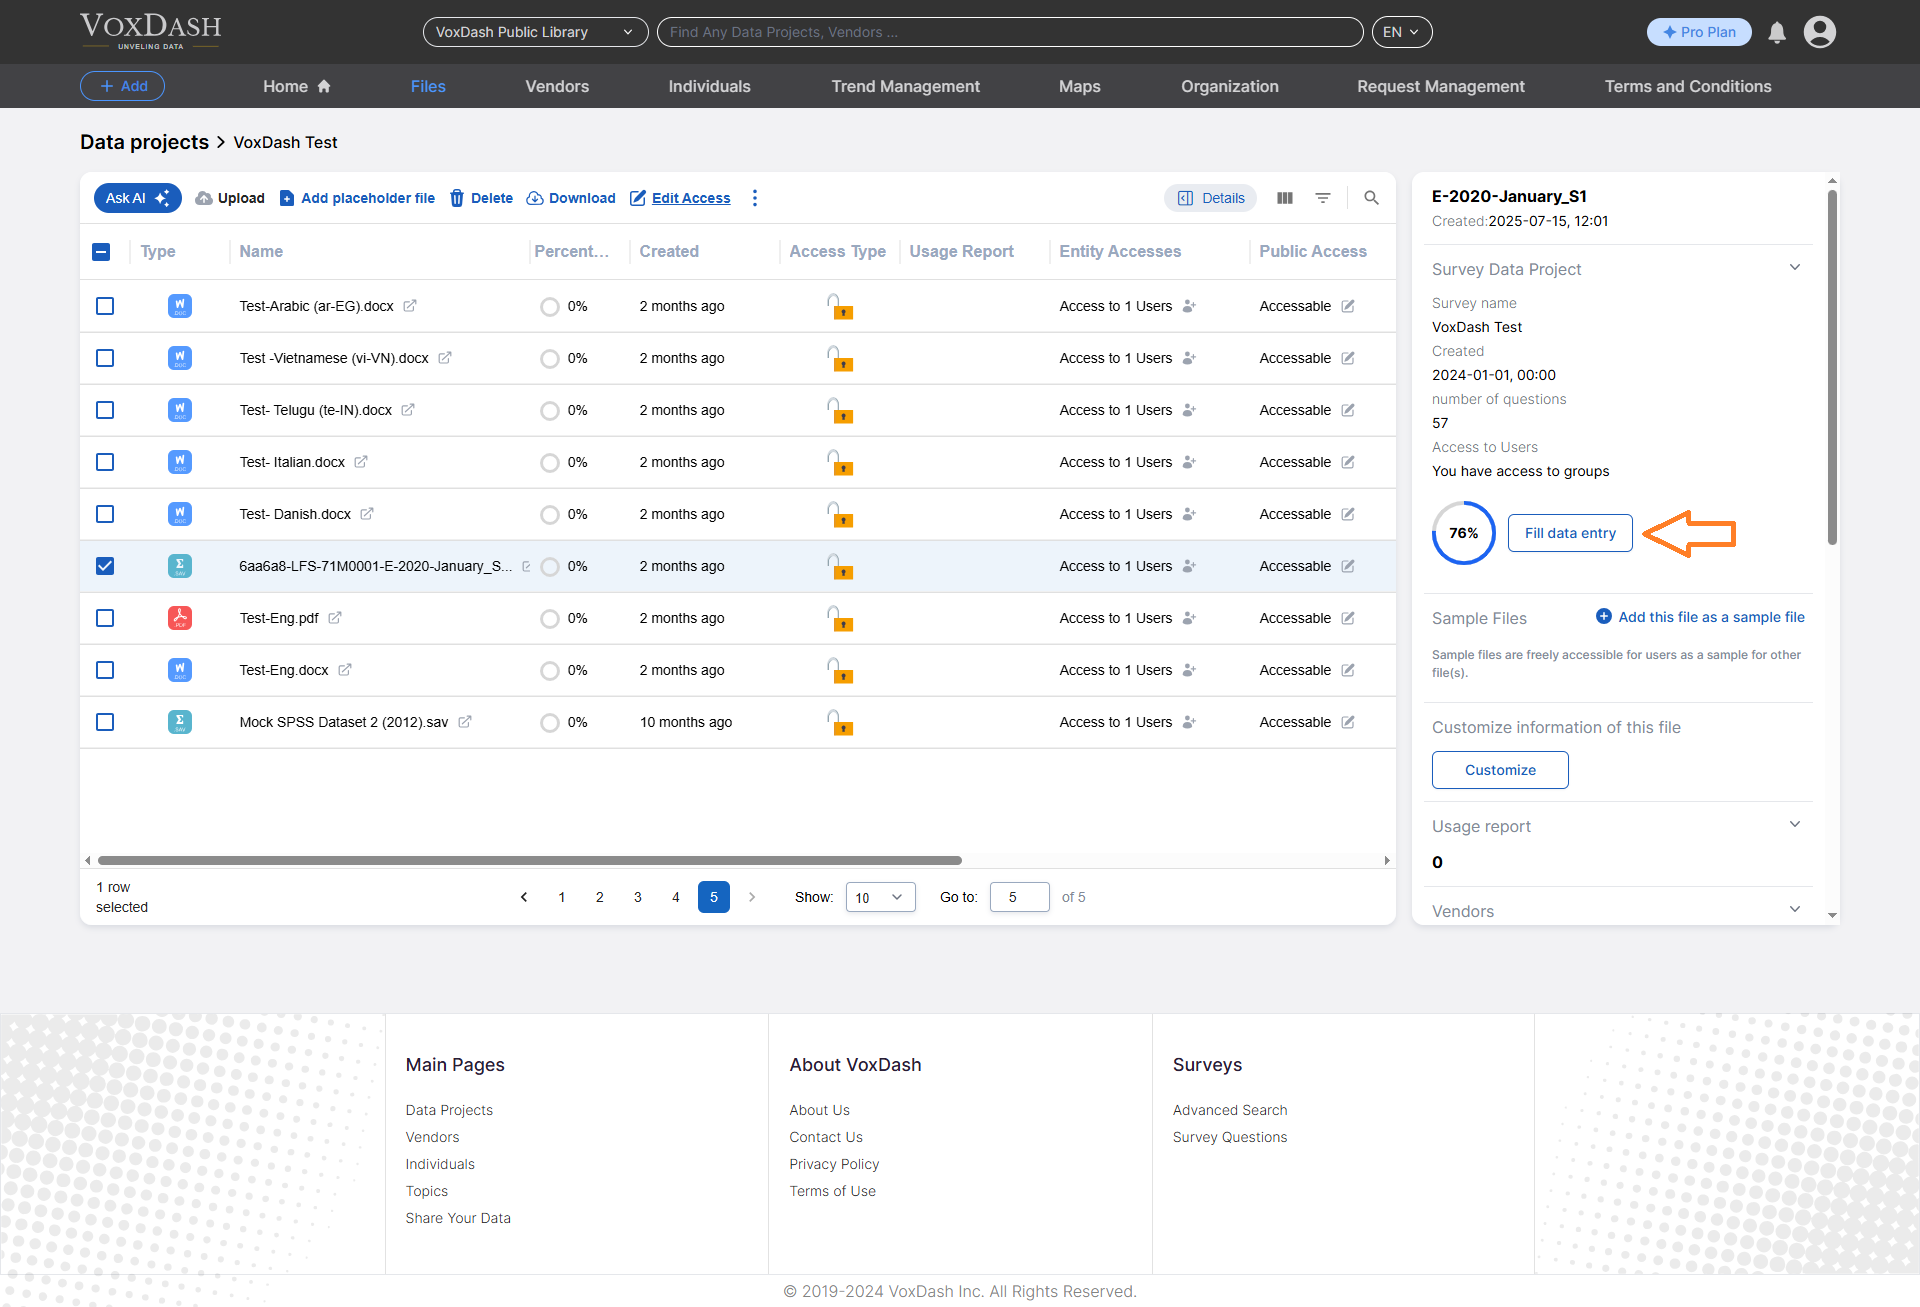 VOXDASH
UNVELING DATA
VoxDash Public Library
Find Any Data Projects, Vendors ...
EN
Pro Plan
+ Add
Home
Files
Vendors
Individuals
Trend Management
Maps
Organization
Request Management
Terms and Conditions
Data projects > VoxDash Test
Ask AI
Upload
Add placeholder file
Delete
Download
Edit Access
Details
Type
Name
Percent...
Created
Access Type
Usage Report
Entity Accesses
Public Access
W DOC Test-Arabic (ar-EG).docx 0% 2 months ago Access to 1 Users Accessable
W DOC Test -Vietnamese (vi-VN).docx 0% 2 months ago Access to 1 Users Accessable
W DOC Test- Telugu (te-IN).docx 0% 2 months ago Access to 1 Users Accessable
W DOC Test- Italian.docx 0% 2 months ago Access to 1 Users Accessable
W DOC Test- Danish.docx 0% 2 months ago Access to 1 Users Accessable
Σ SAV 6aa6a8-LFS-71M0001-E-2020-January_S... 0% 2 months ago Access to 1 Users Accessable
PDF Test-Eng.pdf 0% 2 months ago Access to 1 Users Accessable
W DOC Test-Eng.docx 0% 2 months ago Access to 1 Users Accessable
Σ SAV Mock SPSS Dataset 2 (2012).sav 0% 10 months ago Access to 1 Users Accessable
1 row
selected
1 2 3 4 5
Show: 10
Go to: 5 of 5
E-2020-January_S1
Created:2025-07-15, 12:01
Survey Data Project
Survey name
VoxDash Test
Created
2024-01-01, 00:00
number of questions
57
Access to Users
You have access to groups
76%
Fill data entry
Sample Files
Add this file as a sample file
Sample files are freely accessible for users as a sample for other
file(s).
Customize information of this file
Customize
Usage report
0
Vendors
Main Pages
Data Projects
Vendors
Individuals
Topics
Share Your Data
About VoxDash
About Us
Contact Us
Privacy Policy
Terms of Use
Surveys
Advanced Search
Survey Questions
© 2019-2024 VoxDash Inc. All Rights Reserved.